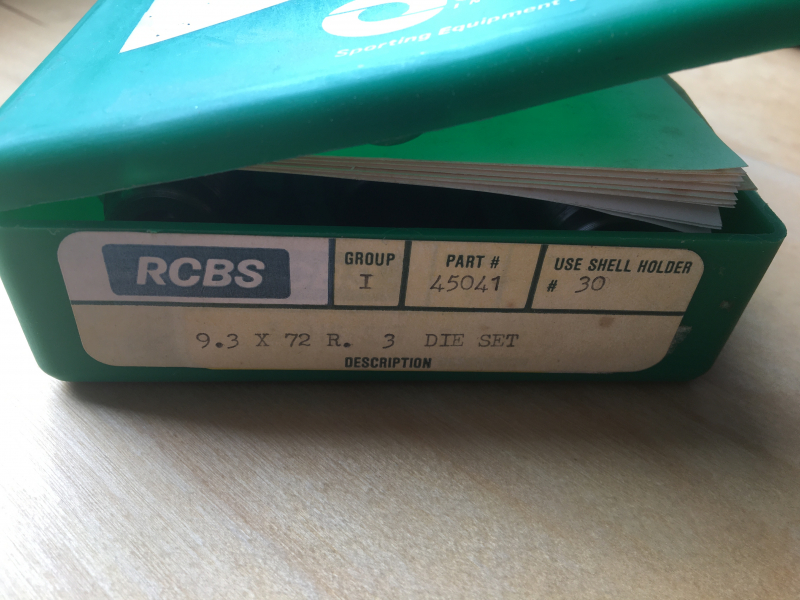 Sporting Equipment
RCBS
GROUP
I
PART #
45041
USE SHELL HOLDER
# 30
9.3 X 72 R. 3 DIE SET
DESCRIPTION